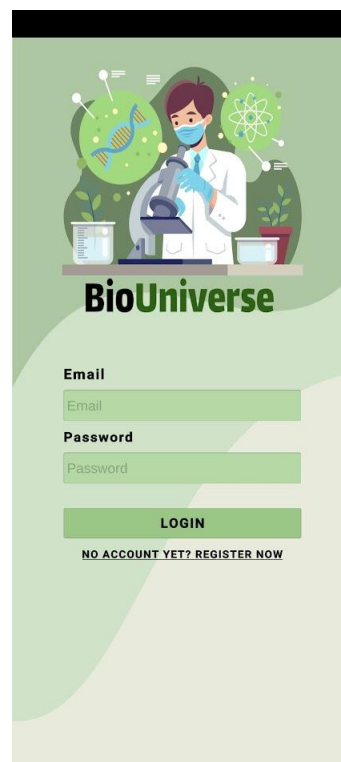 BioUniverse
Email
Email
Password
Password
LOGIN
NO ACCOUNT YET? REGISTER NOW